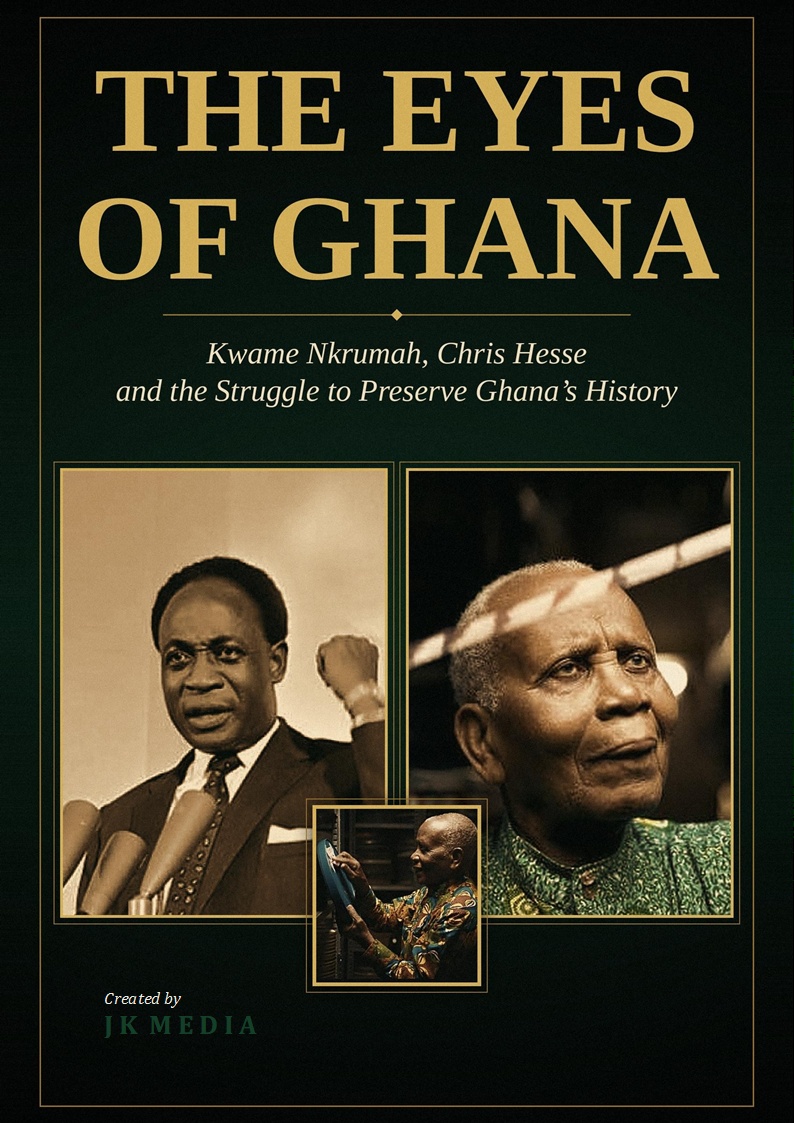 THE EYES
OF GHANA
Kwame Nkrumah, Chris Hesse
and the Struggle to Preserve Ghana’s History
Created by
JK MEDIA